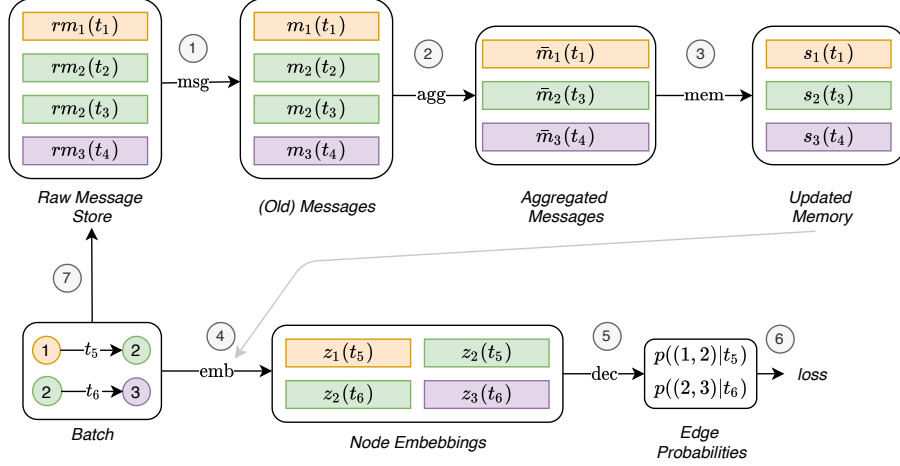 rm₁(t₁)
rm₂(t₂)
rm₂(t₃)
rm₃(t₄)
Raw Message
Store
1
msg
m₁(t₁)
m₂(t₂)
m₂(t₃)
m₃(t₄)
(Old) Messages
2
agg
m̄₁(t₁)
m̄₂(t₃)
m̄₃(t₄)
Aggregated
Messages
3
mem
s₁(t₁)
s₂(t₃)
s₃(t₄)
Updated
Memory
7
1 t₅ 2
2 t₆ 3
Batch
4
emb
z₁(t₅) z₂(t₅)
z₂(t₆) z₃(t₆)
Node Embebbings
5
dec
p((1, 2)|t₅)
p((2, 3)|t₆)
Edge
Probabilities
6
loss